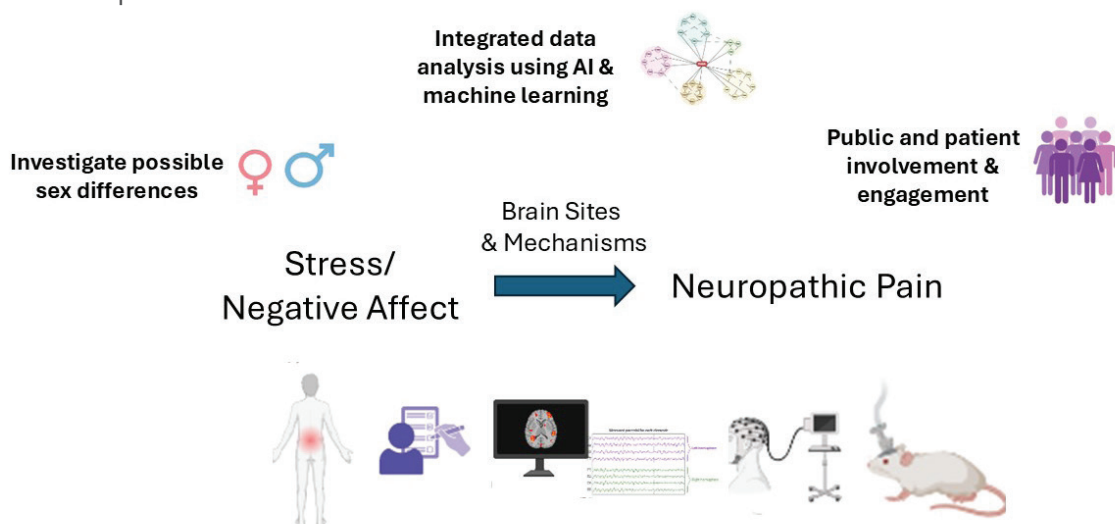 Integrated data
analysis using AI &
machine learning
Public and patient
involvement &
engagement
Investigate possible
sex differences
Brain Sites
& Mechanisms
Stress/
Negative Affect
Neuropathic Pain